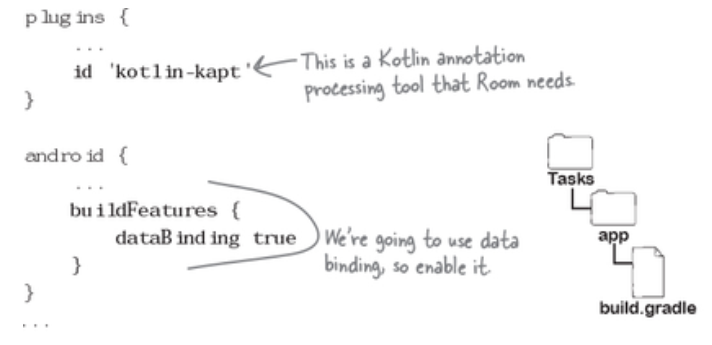 plugins {
...
id 'kotlin-kapt'
This is a Kotlin annotation
processing tool that Room needs.
}
android {
...
buildFeatures {
dataBinding true
}
We're going to use data
binding, so enable it.
}
...
Tasks
app
build.gradle